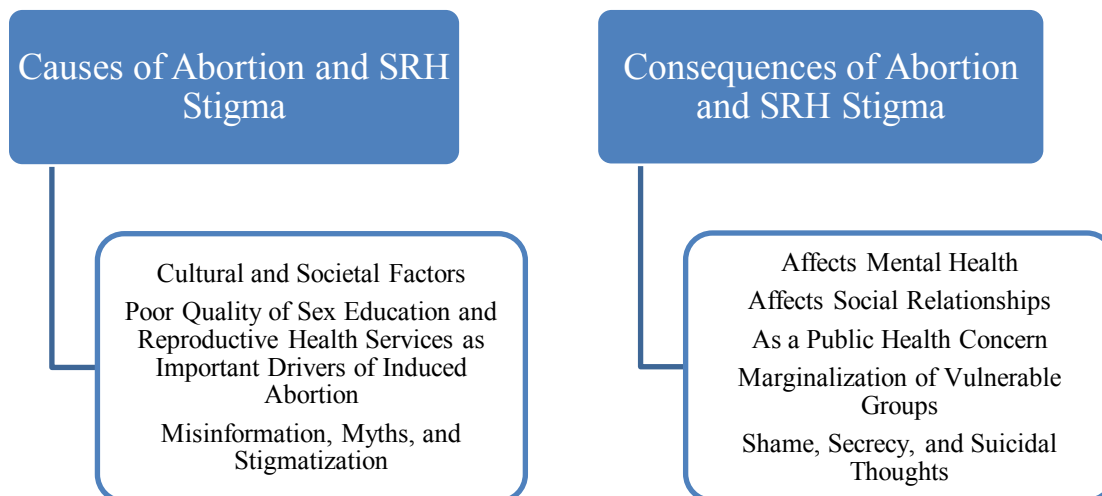 Causes of Abortion and SRH
Stigma
Cultural and Societal Factors
Poor Quality of Sex Education and
Reproductive Health Services as
Important Drivers of Induced
Abortion
Misinformation, Myths, and
Stigmatization
Consequences of Abortion
and SRH Stigma
Affects Mental Health
Affects Social Relationships
As a Public Health Concern
Marginalization of Vulnerable
Groups
Shame, Secrecy, and Suicidal
Thoughts